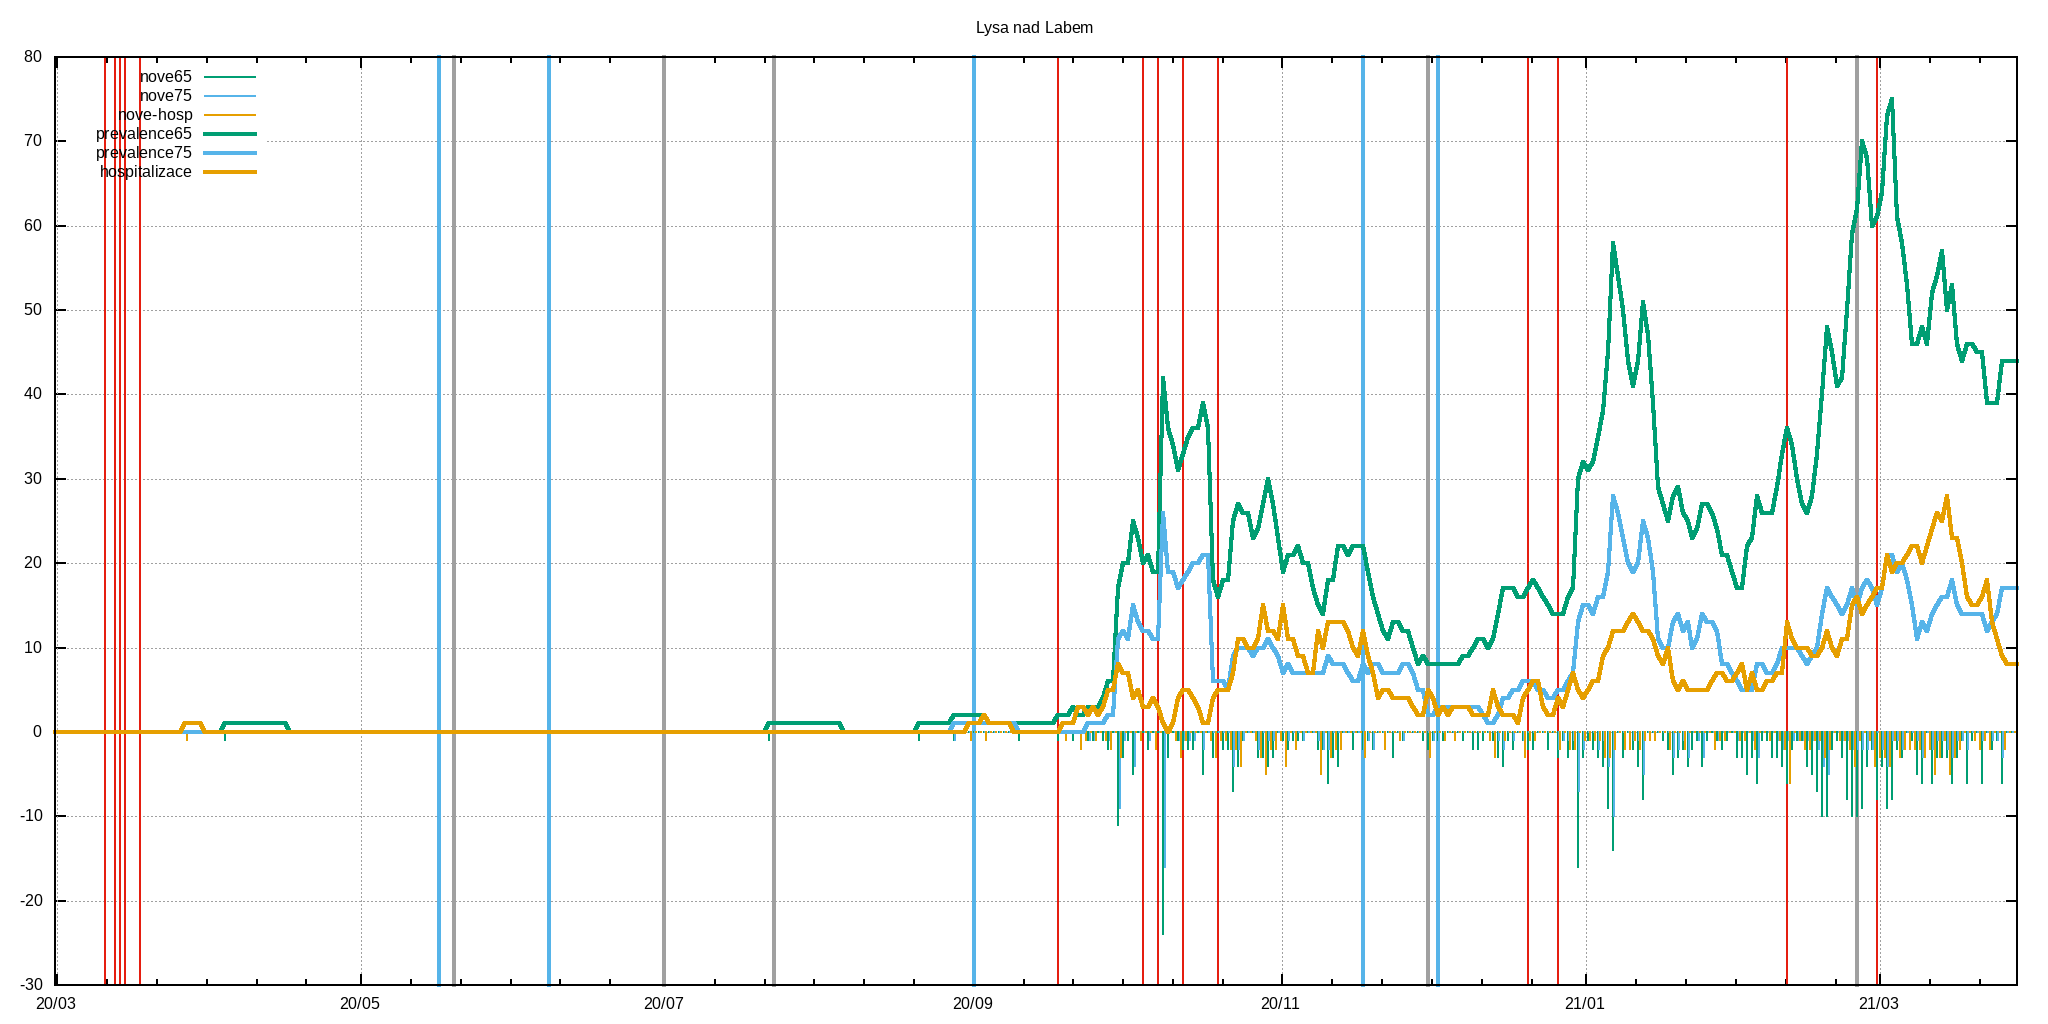 Lysa nad Labem
80
70
60
50
40
30
20
10
0
-10
-20
-30
nove65
nove75
nove-hosp
prevalence65
prevalence75
hospitalizace
20/03 20/05 20/07 20/09 20/11 21/01 21/03